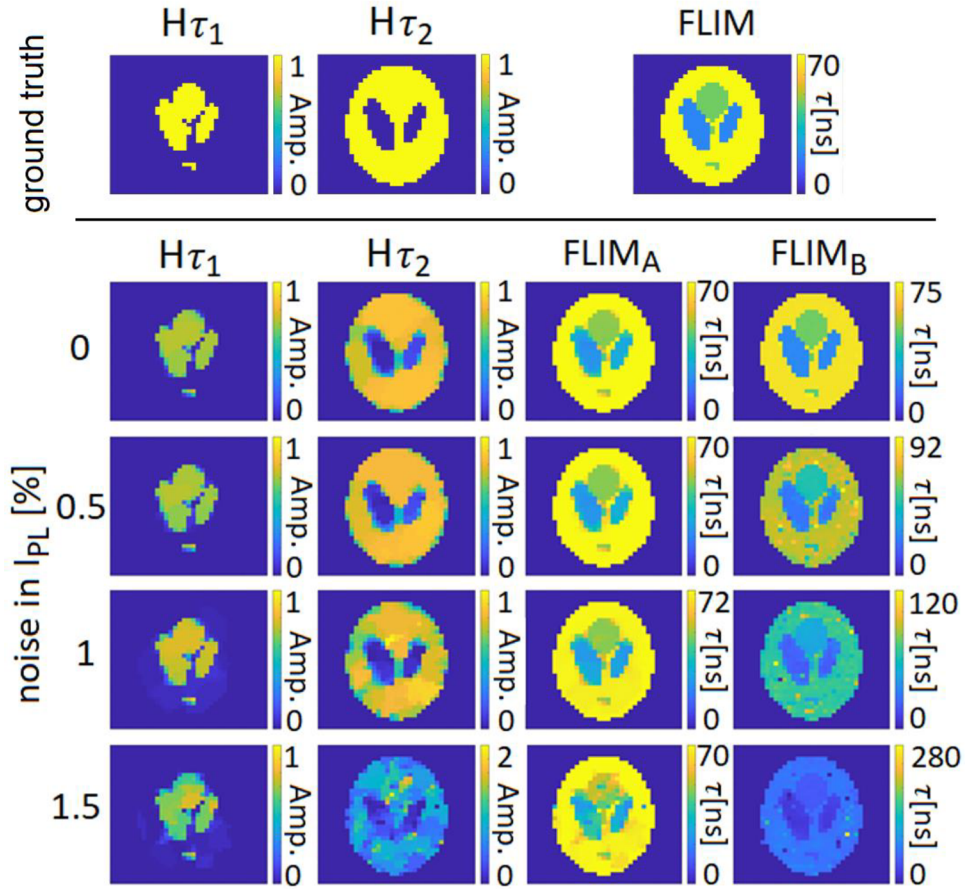 ground truth
Hτ1 Hτ2 FLIM
1 Amp. 0 1 Amp. 0 70 τ[ns] 0
Hτ1 Hτ2 FLIMA FLIMB
noise in IPL [%]
0 1 Amp. 0 1 Amp. 0 70 τ[ns] 0 75 τ[ns] 0
0.5 1 Amp. 0 1 Amp. 0 70 τ[ns] 0 92 τ[ns] 0
1 1 Amp. 0 1 Amp. 0 72 τ[ns] 0 120 τ[ns] 0
1.5 1 Amp. 0 2 Amp. 0 70 τ[ns] 0 280 τ[ns] 0